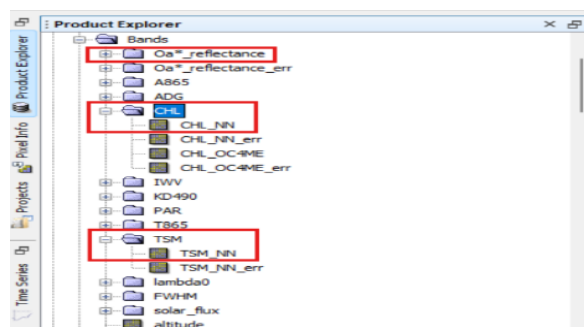 Product Explorer
Bands
Oa*_reflectance
Oa*_reflectance_err
A865
ADG
CHL
CHL_NN
CHL_NN_err
CHL_OC4ME
CHL_OC4ME_err
IWV
KD490
PAR
T865
TSM
TSM_NN
TSM_NN_err
lambda0
FWHM
solar_flux
altitude
Product Explorer
Pixel Info
Projects
Time Series